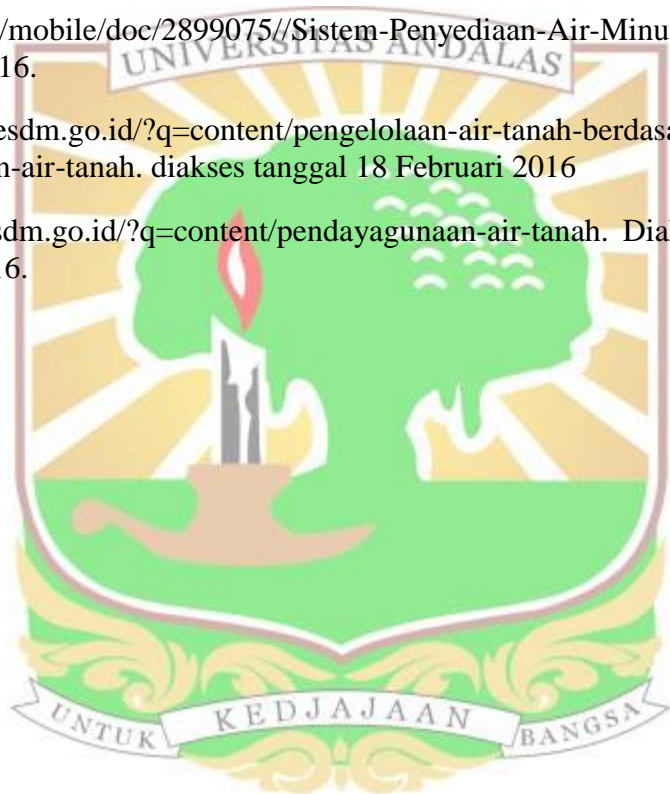 /mobile/doc/2899075//Sistem-Penyediaan-Air-Minu
UNIVERSITAS ANDALAS
16.
esdm.go.id/?q=content/pengelolaan-air-tanah-berdasa
n-air-tanah. diakses tanggal 18 Februari 2016
sdm.go.id/?q=content/pendayagunaan-air-tanah. Dial
16.
UNTUK KEDJAJAAN BANGSA